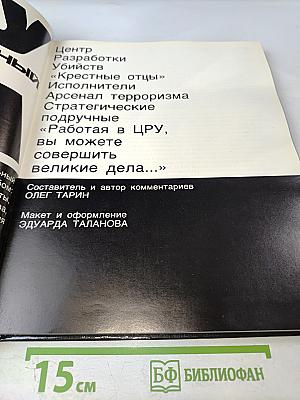 НЫЙ
Центр
Разработки
Убийств
«Крестные отцы»
Исполнители
Арсенал терроризма
Стратегические
подручные
«Работая в ЦРУ,
вы можете
совершить
великие дела...»
Составитель и автор комментариев
ОЛЕГ ТАРИН
Макет и оформление
ЭДУАРДА ТАЛАНОВА
15 см
БФ БИБЛИОФАН